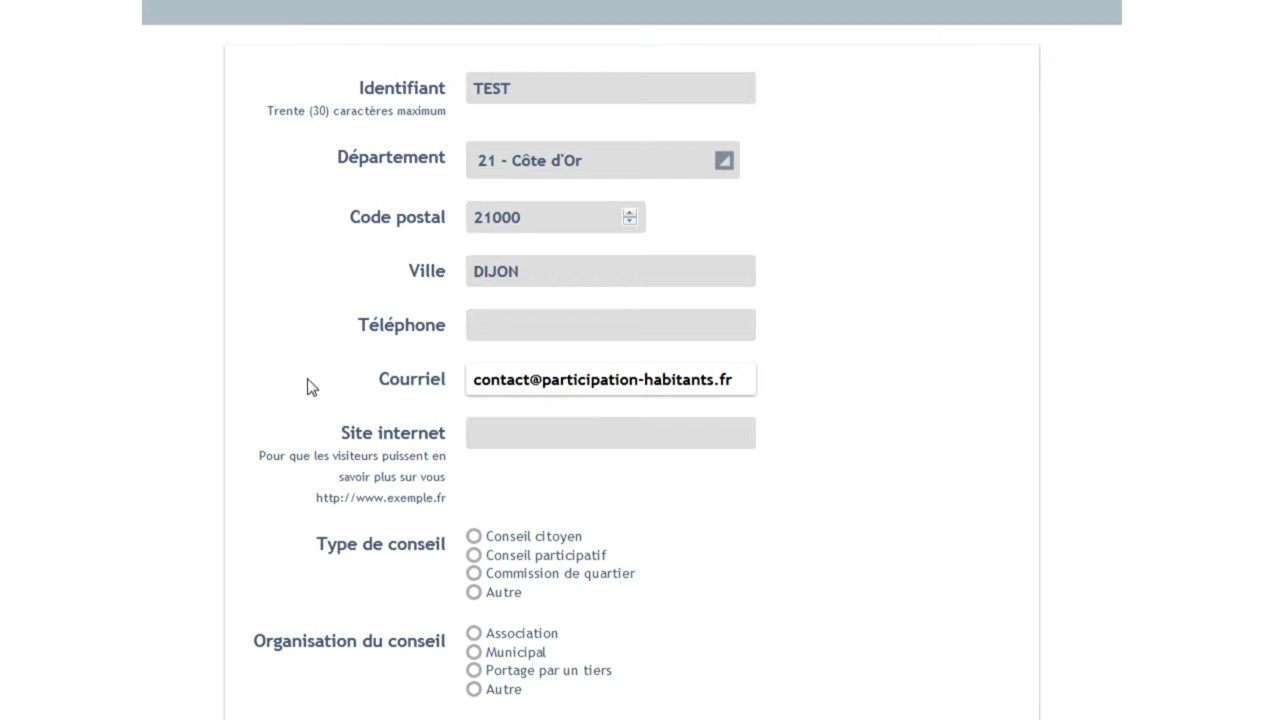 Identifiant TEST
Trente (30) caractères maximum
Département 21 - Côte d'Or
Code postal 21000
Ville DIJON
Téléphone
Courriel contact@participation-habitants.fr
Site internet
Pour que les visiteurs puissent en
savoir plus sur vous
http://www.exemple.fr
Type de conseil
Conseil citoyen
Conseil participatif
Commission de quartier
Autre
Organisation du conseil
Association
Municipal
Portage par un tiers
Autre